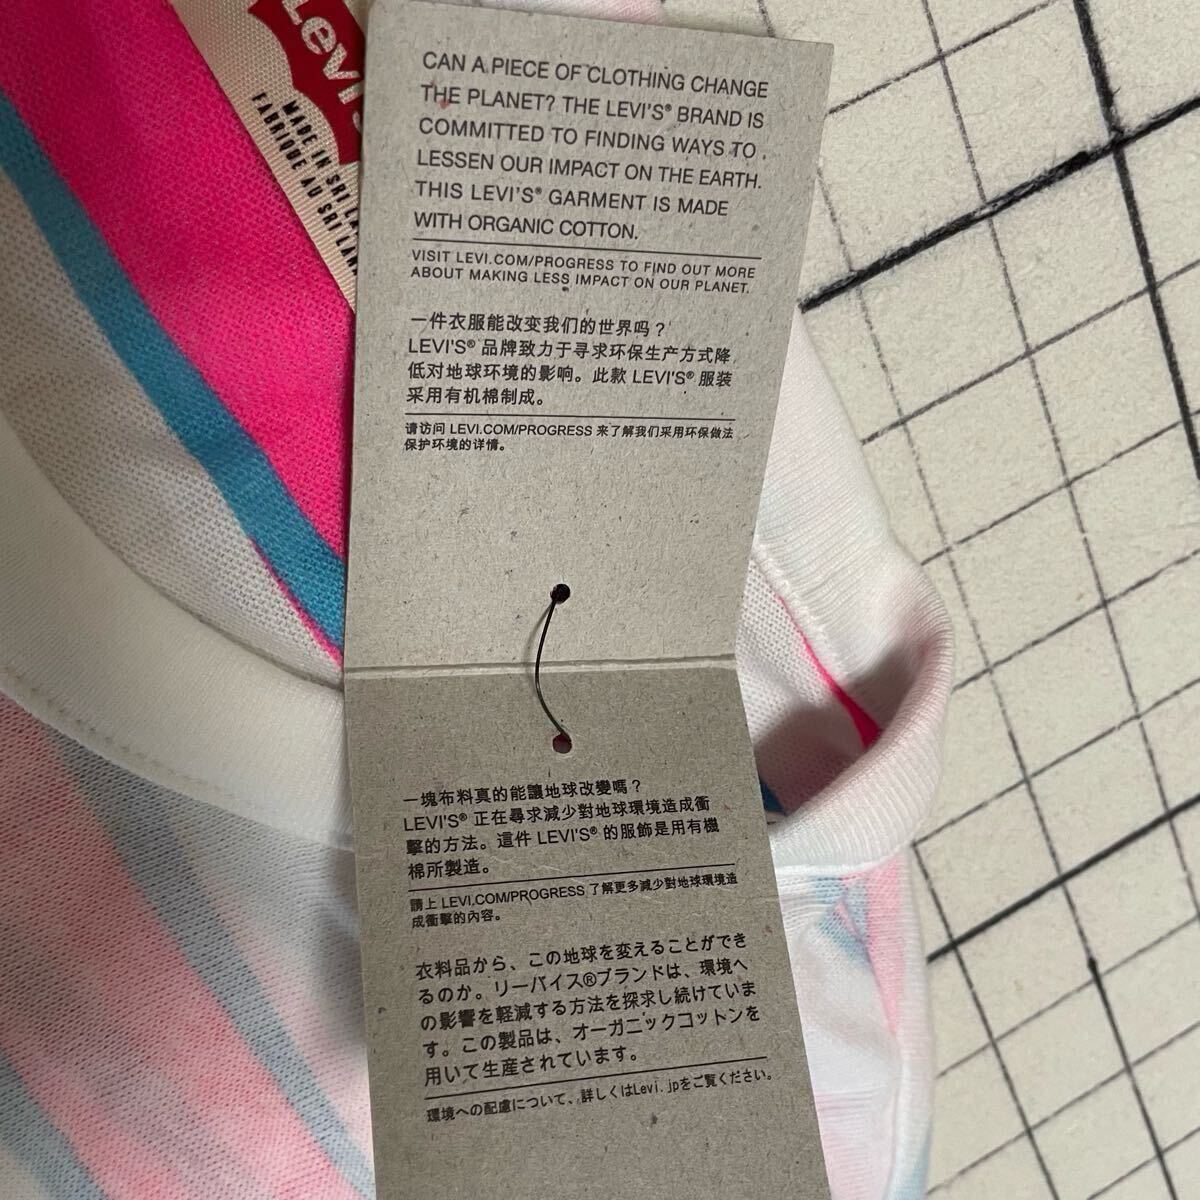 Levi's
MADE IN SRI
FABRIQUÉ AU SRI
CAN A PIECE OF CLOTHING CHANGE
THE PLANET? THE LEVI'S® BRAND IS
COMMITTED TO FINDING WAYS TO
LESSEN OUR IMPACT ON THE EARTH.
THIS LEVI'S® GARMENT IS MADE
WITH ORGANIC COTTON.
VISIT LEVI.COM/PROGRESS TO FIND OUT MORE
ABOUT MAKING LESS IMPACT ON OUR PLANET.
一件衣服能改变我们的世界吗？
LEVI'S® 品牌致力于寻求环保生产方式降
低对地球环境的影响。此款 LEVI'S® 服装
采用有机棉制成。
请访问 LEVI.COM/PROGRESS 来了解我们采用环保做法
保护环境的详情。
一塊布料真的能讓地球改變嗎？
LEVI'S® 正在尋求減少對地球環境造成衝
擊的方法。這件 LEVI'S® 的服飾是用有機
棉所製造。
請上 LEVI.COM/PROGRESS 了解更多減少對地球環境造
成衝擊的內容。
衣料品から、この地球を変えることができ
るのか。リーバイス®ブランドは、環境へ
の影響を軽減する方法を探求し続けていま
す。この製品は、オーガニックコットンを
用いて生産されています。
環境への配慮について、詳しくはLevi.jpをご覧ください。